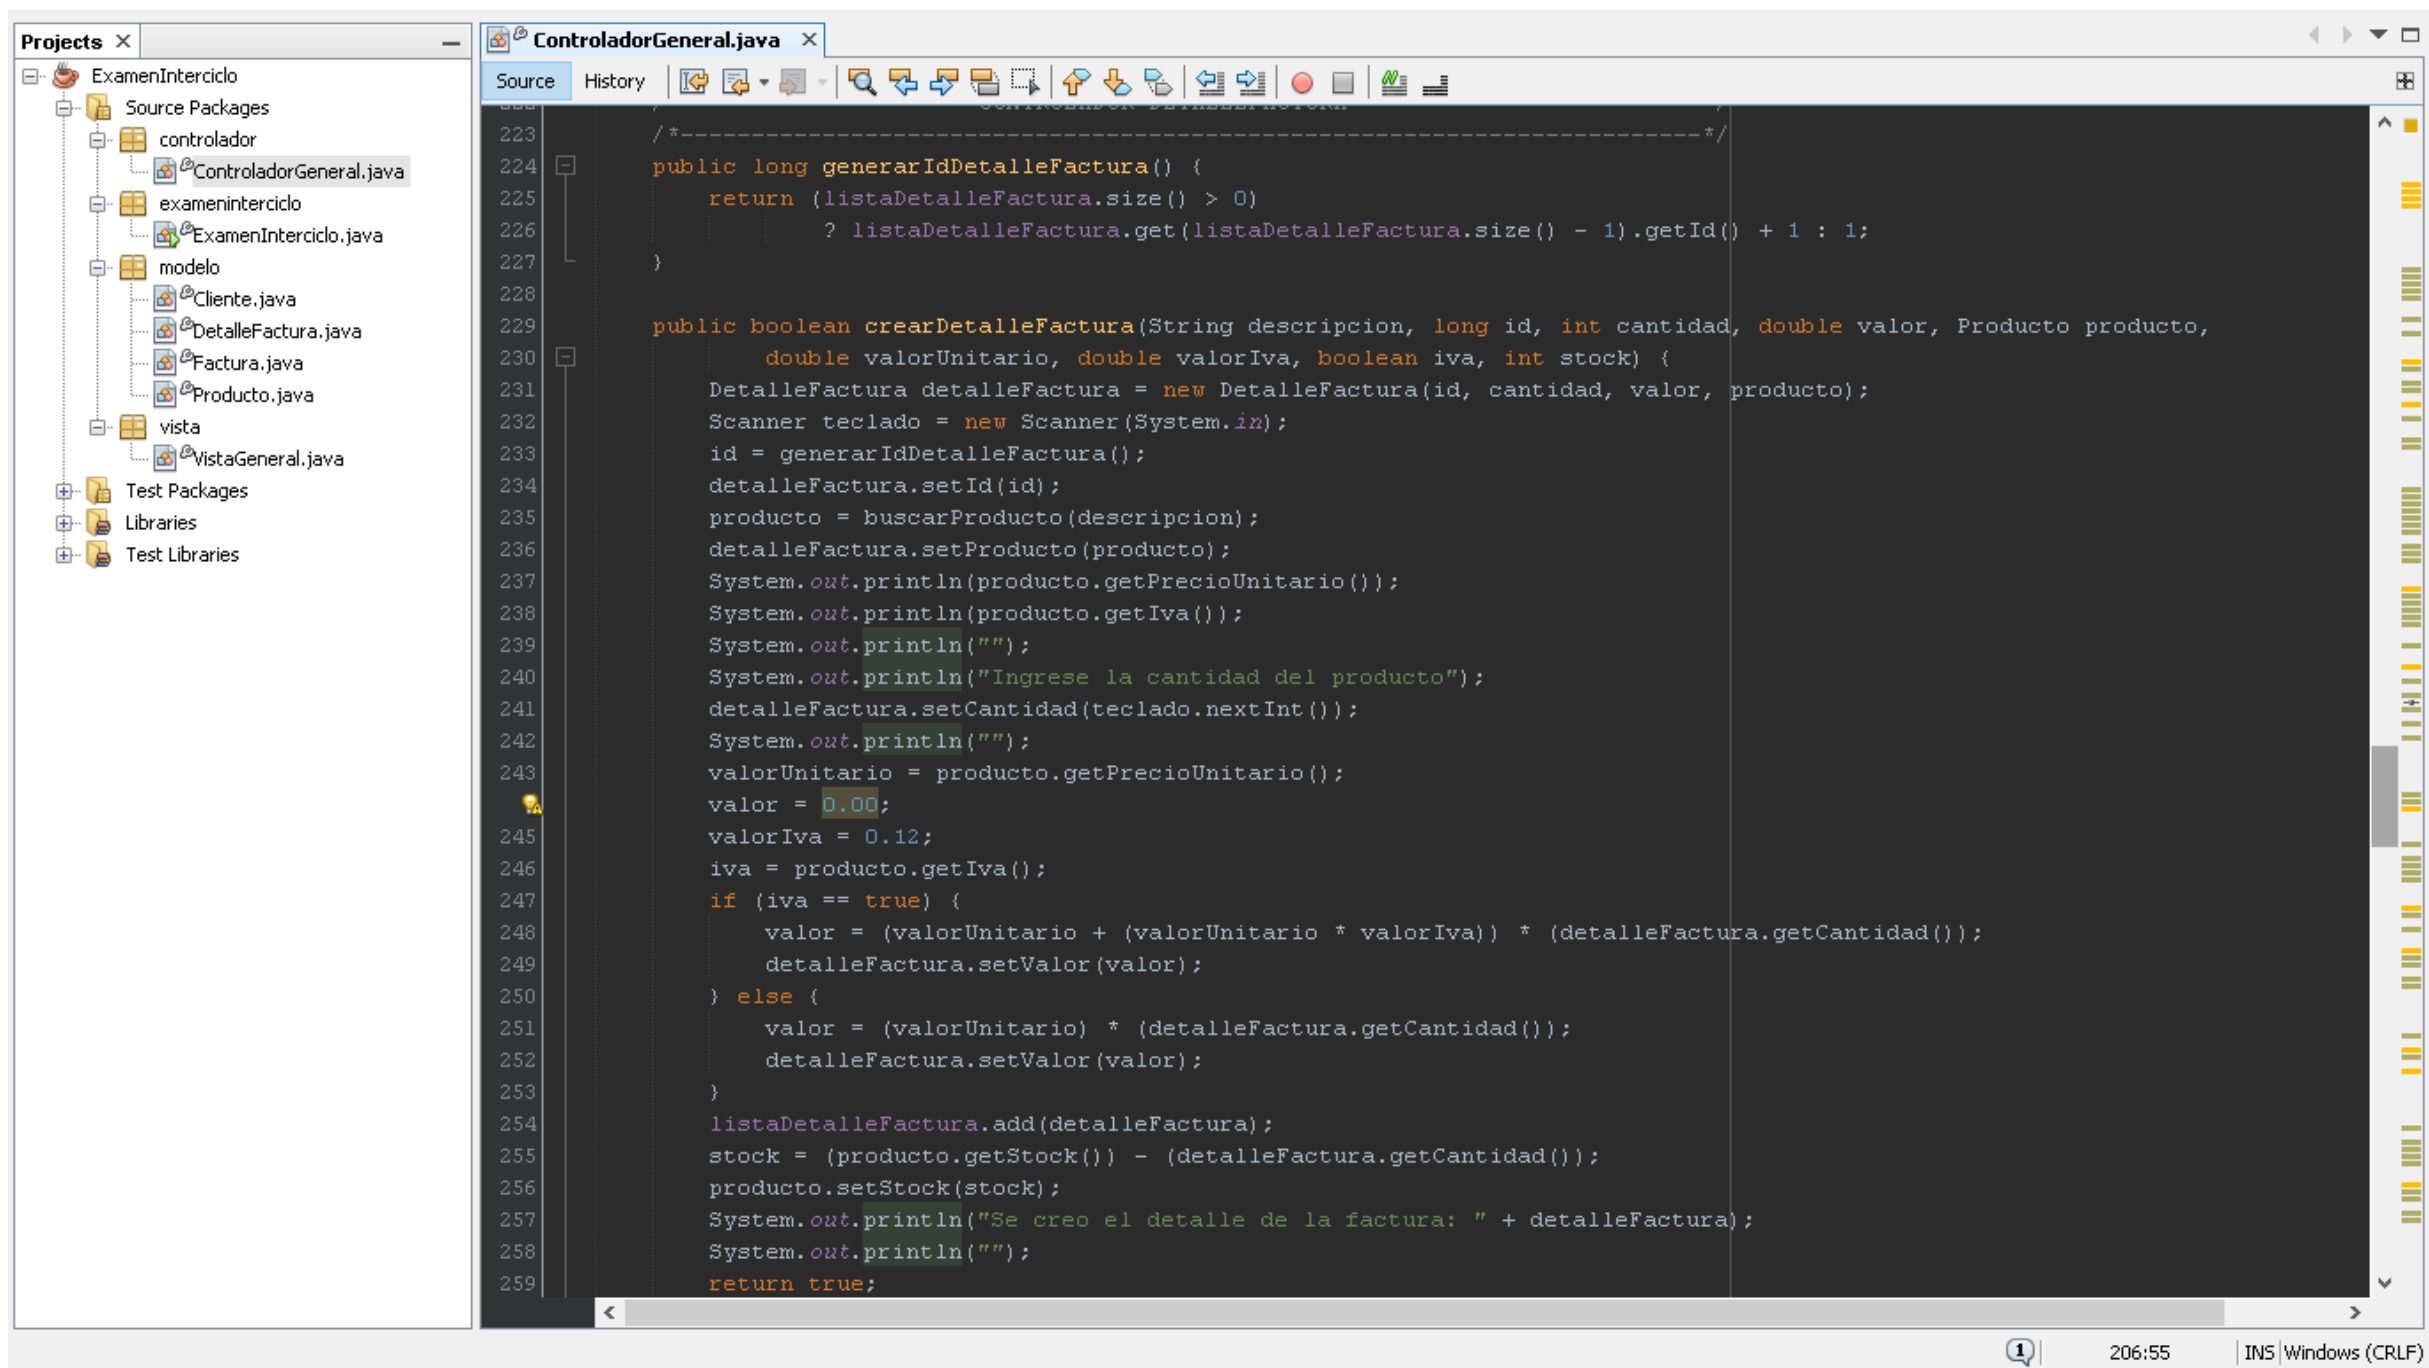 Projects
ExamenInterciclo
Source Packages
controlador
ControladorGeneral.java
exameninterciclo
ExamenInterciclo.java
modelo
Cliente.java
DetalleFactura.java
Factura.java
Producto.java
vista
VistaGeneral.java
Test Packages
Libraries
Test Libraries
ControladorGeneral.java
Source History
223 /*------------------------------------------------------------------------*/
224 public long generarIdDetalleFactura() {
225 return (listaDetalleFactura.size() > 0)
226 ? listaDetalleFactura.get(listaDetalleFactura.size() - 1).getId() + 1 : 1;
227 }
228
229 public boolean crearDetalleFactura(String descripcion, long id, int cantidad, double valor, Producto producto,
230 double valorUnitario, double valorIva, boolean iva, int stock) {
231 DetalleFactura detalleFactura = new DetalleFactura(id, cantidad, valor, producto);
232 Scanner teclado = new Scanner(System.in);
233 id = generarIdDetalleFactura();
234 detalleFactura.setId(id);
235 producto = buscarProducto(descripcion);
236 detalleFactura.setProducto(producto);
237 System.out.println(producto.getPrecioUnitario());
238 System.out.println(producto.getIva());
239 System.out.println("");
240 System.out.println("Ingrese la cantidad del producto");
241 detalleFactura.setCantidad(teclado.nextInt());
242 System.out.println("");
243 valorUnitario = producto.getPrecioUnitario();
valor = 0.00;
245 valorIva = 0.12;
246 iva = producto.getIva();
247 if (iva == true) {
248 valor = (valorUnitario + (valorUnitario * valorIva)) * (detalleFactura.getCantidad());
249 detalleFactura.setValor(valor);
250 } else {
251 valor = (valorUnitario) * (detalleFactura.getCantidad());
252 detalleFactura.setValor(valor);
253 }
254 listaDetalleFactura.add(detalleFactura);
255 stock = (producto.getStock()) - (detalleFactura.getCantidad());
256 producto.setStock(stock);
257 System.out.println("Se creo el detalle de la factura: " + detalleFactura);
258 System.out.println("");
259 return true;
1 206:55 INS Windows (CRLF)